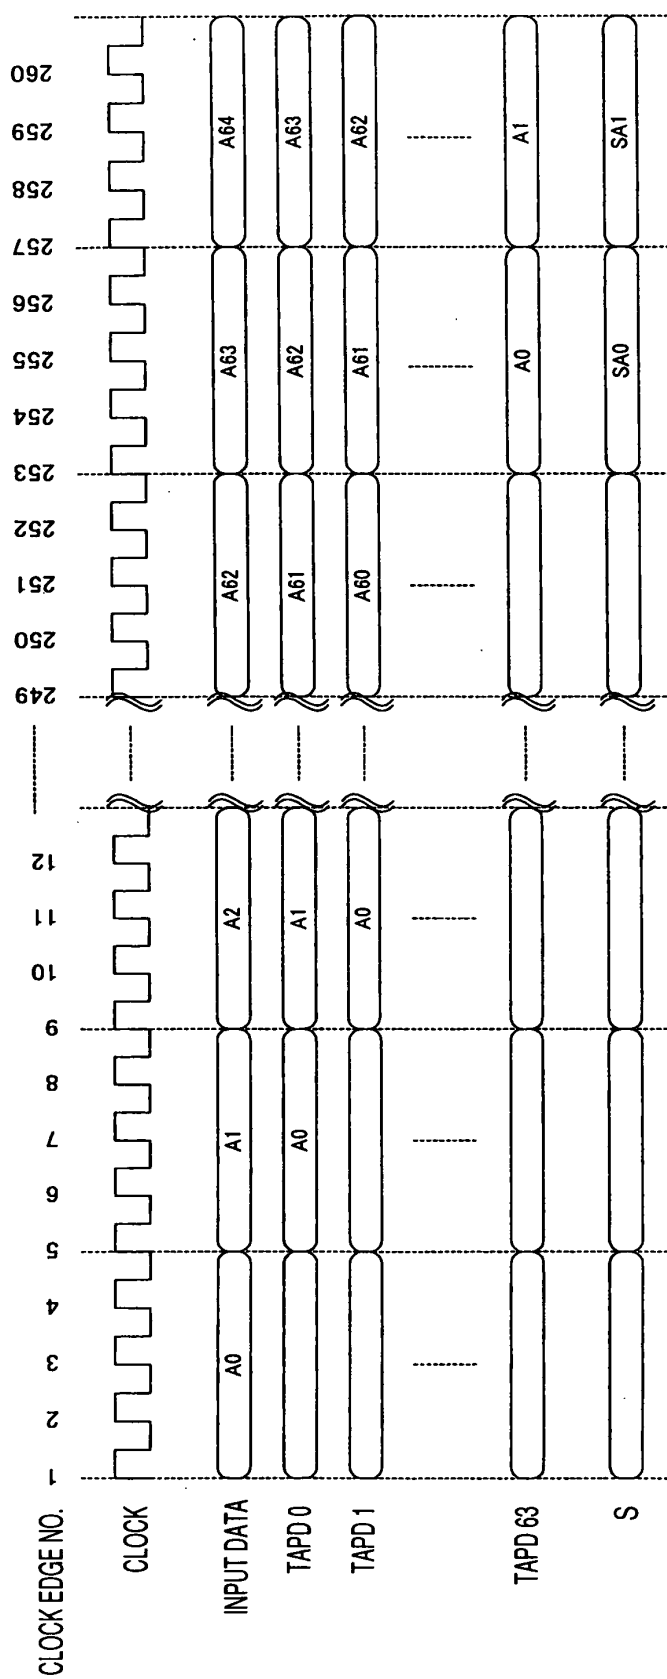 CLOCK EDGE NO. 1 2 3 4 5 6 7 8 9 10 11 12 249 250 251 252 253 254 255 256 257 258 259 260
CLOCK
INPUT DATA A0 A1 A2 A62 A63 A64
TAPD 0 A0 A1 A61 A62 A63
TAPD 1 A0 A60 A61 A62
TAPD 63 A0 A1
S SA0 SA1